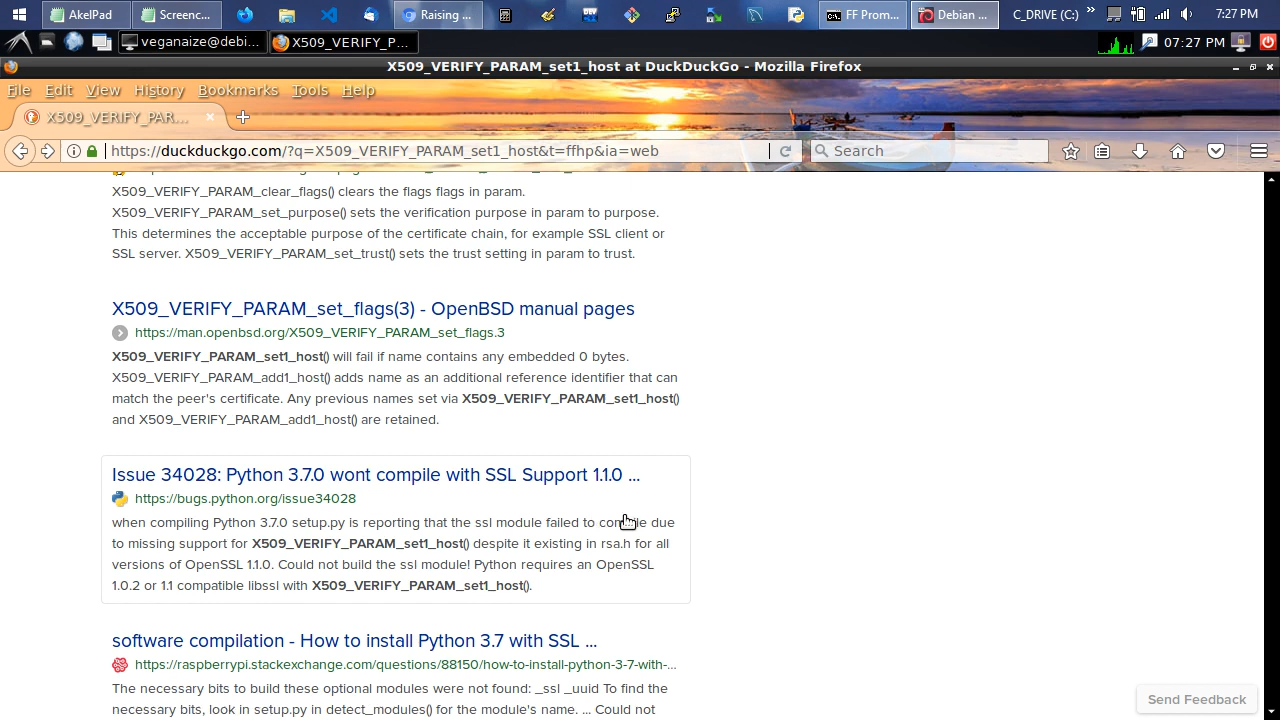 AkelPad
Screenc...
Raising ...
FF Prom...
Debian ...
C_DRIVE (C:)
7:27 PM
veganaize@debi...
X509_VERIFY_P...
07:27 PM
X509_VERIFY_PARAM_set1_host at DuckDuckGo - Mozilla Firefox
File Edit View History Bookmarks Tools Help
X509_VERIFY_PAR...
https://duckduckgo.com/?q=X509_VERIFY_PARAM_set1_host&t=ffhp&ia=web
Search
X509_VERIFY_PARAM_clear_flags() clears the flags flags in param.
X509_VERIFY_PARAM_set_purpose() sets the verification purpose in param to purpose.
This determines the acceptable purpose of the certificate chain, for example SSL client or
SSL server. X509_VERIFY_PARAM_set_trust() sets the trust setting in param to trust.
X509_VERIFY_PARAM_set_flags(3) - OpenBSD manual pages
https://man.openbsd.org/X509_VERIFY_PARAM_set_flags.3
X509_VERIFY_PARAM_set1_host() will fail if name contains any embedded 0 bytes.
X509_VERIFY_PARAM_add1_host() adds name as an additional reference identifier that can
match the peer's certificate. Any previous names set via X509_VERIFY_PARAM_set1_host()
and X509_VERIFY_PARAM_add1_host() are retained.
Issue 34028: Python 3.7.0 wont compile with SSL Support 1.1.0 ...
https://bugs.python.org/issue34028
when compiling Python 3.7.0 setup.py is reporting that the ssl module failed to compile due
to missing support for X509_VERIFY_PARAM_set1_host() despite it existing in rsa.h for all
versions of OpenSSL 1.1.0. Could not build the ssl module! Python requires an OpenSSL
1.0.2 or 1.1 compatible libssl with X509_VERIFY_PARAM_set1_host().
software compilation - How to install Python 3.7 with SSL ...
https://raspberrypi.stackexchange.com/questions/88150/how-to-install-python-3-7-with-...
The necessary bits to build these optional modules were not found: _ssl _uuid To find the
necessary bits, look in setup.py in detect_modules() for the module's name. ... Could not
Send Feedback